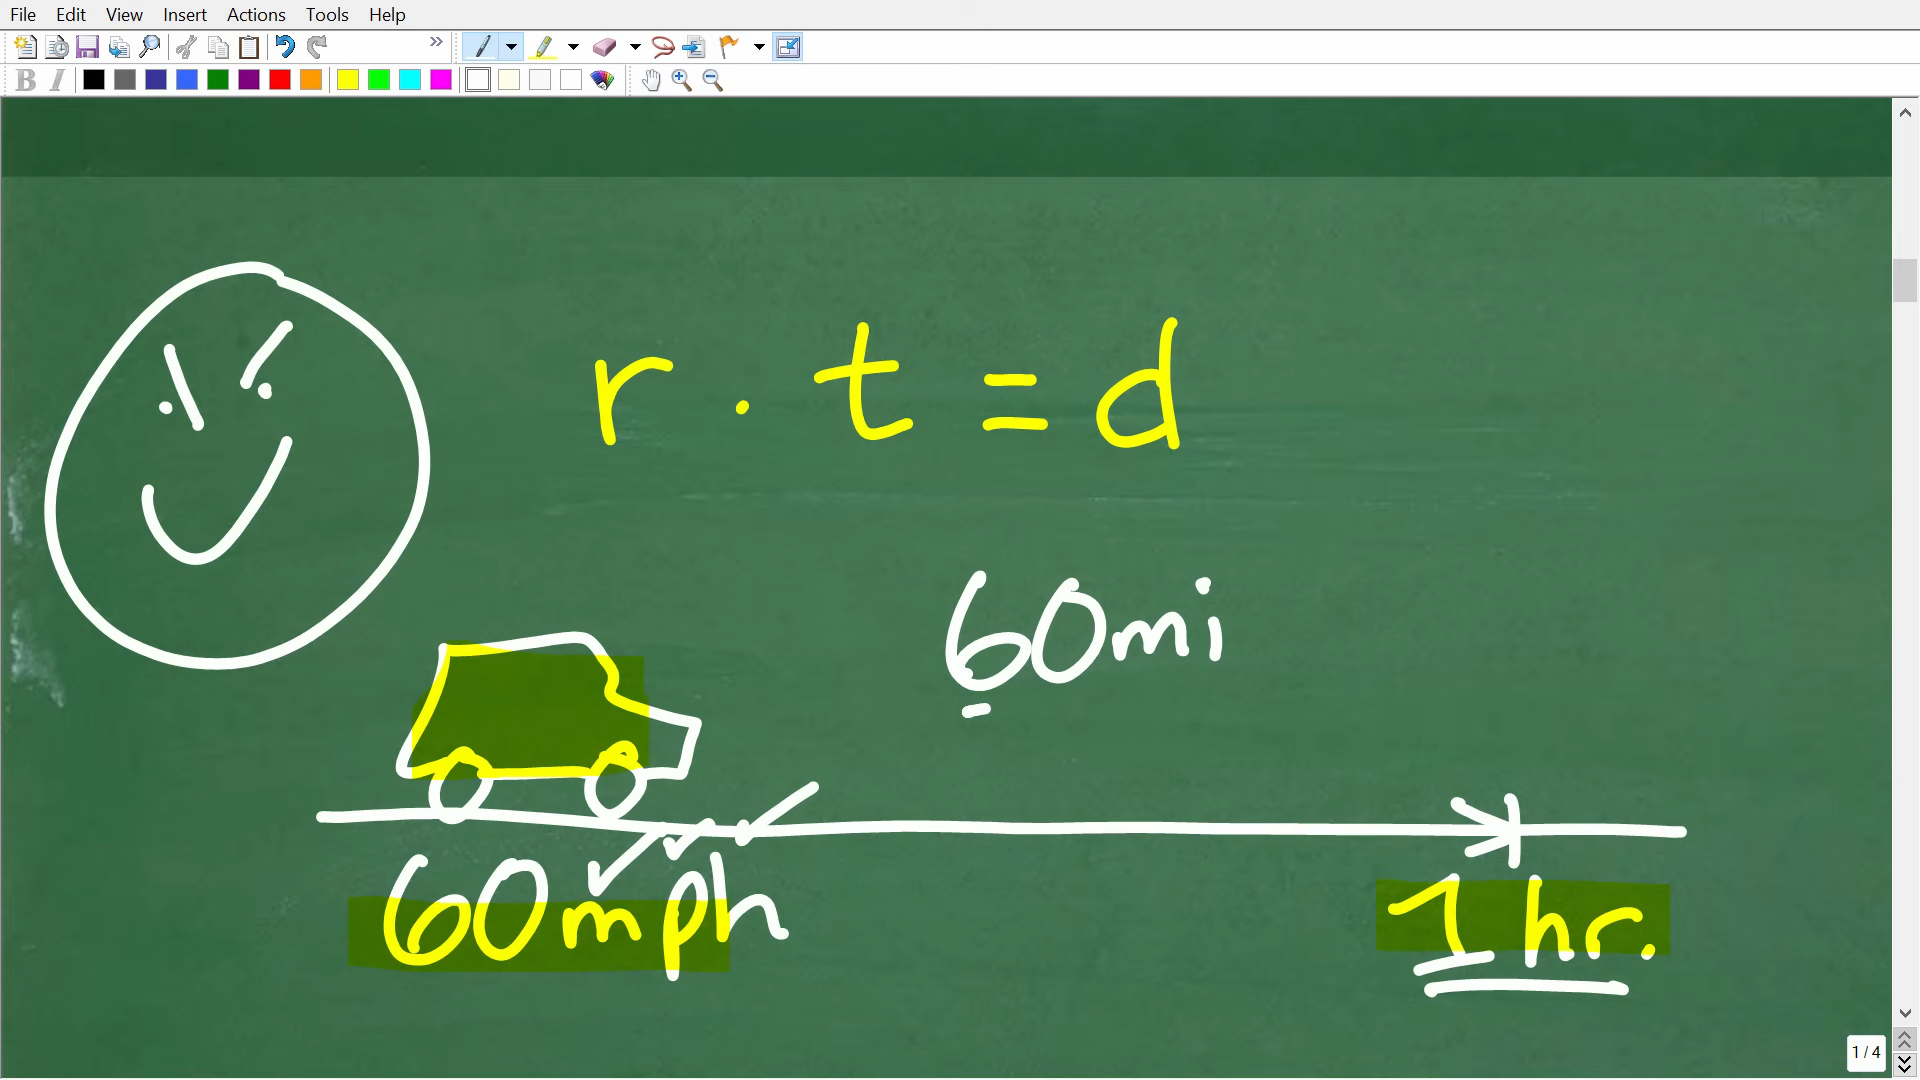 File Edit View Insert Actions Tools Help
B I
r · t = d
60mi
60mph
1 hr.
1 / 4